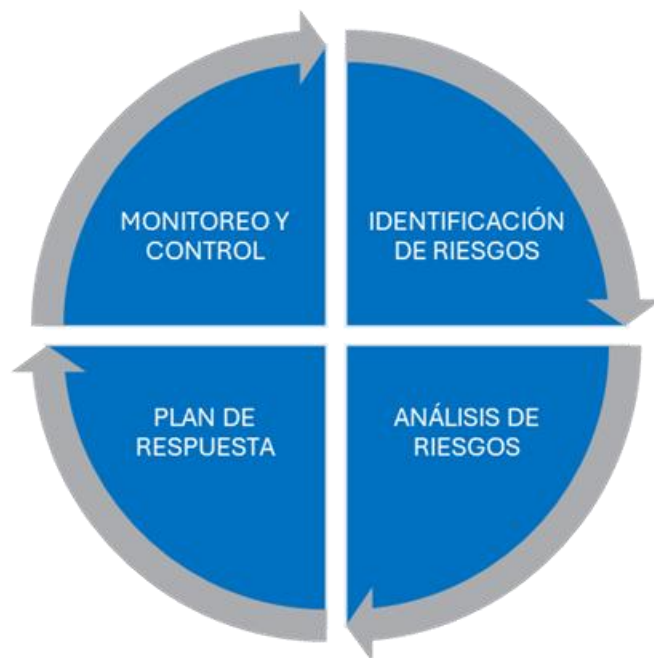 MONITOREO Y
CONTROL
IDENTIFICACIÓN
DE RIESGOS
PLAN DE
RESPUESTA
ANÁLISIS DE
RIESGOS